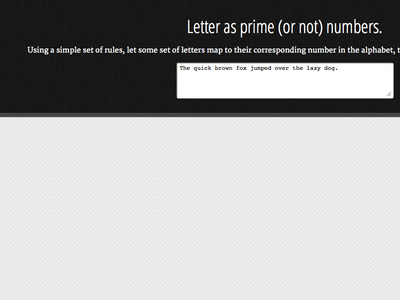 Letter as prime (or not) numbers.
Using a simple set of rules, let some set of letters map to their corresponding number in the alphabet, t
The quick brown fox jumped over the lazy dog.